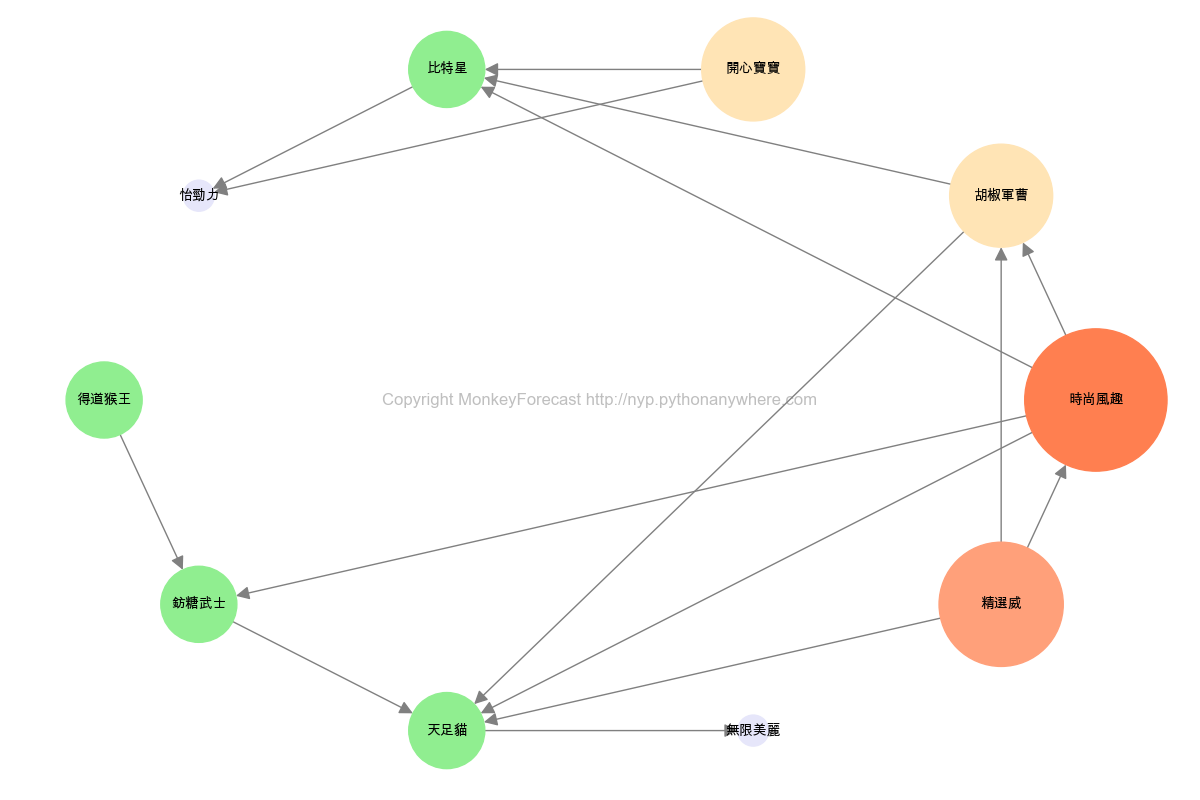 比特星
開心寶寶
怡勁力
胡椒軍曹
得道猴王
Copyright MonkeyForecast http://nyp.pythonanywhere.com
時尚風趣
鈁糖武士
精選威
天足貓
無限美麗